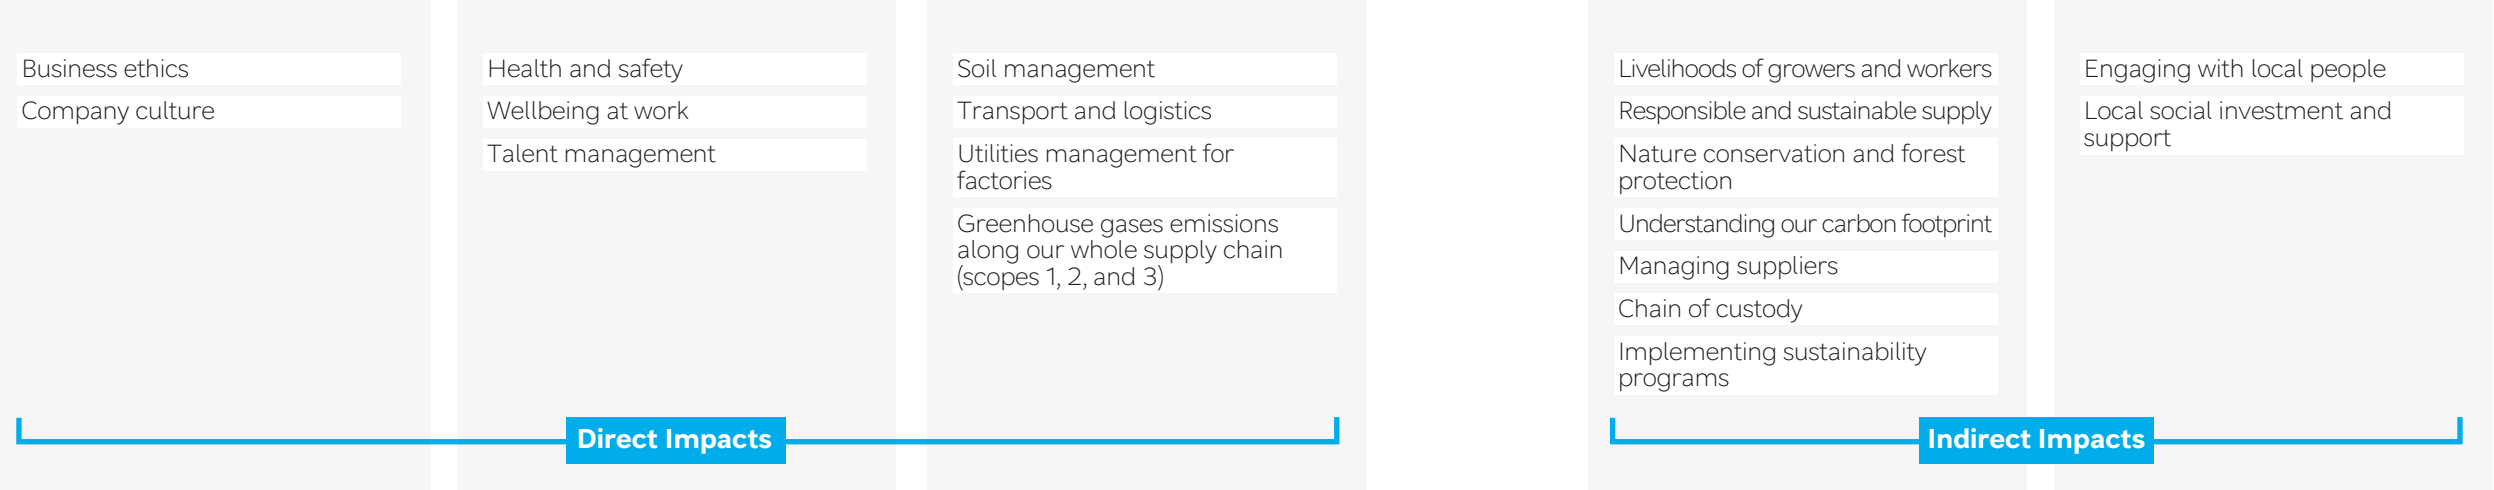 Business ethics
Company culture
Health and safety
Wellbeing at work
Talent management
Soil management
Transport and logistics
Utilities management for
factories
Greenhouse gases emissions
along our whole supply chain
(scopes 1, 2, and 3)
Direct Impacts
Livelihoods of growers and workers
Responsible and sustainable supply
Nature conservation and forest
protection
Understanding our carbon footprint
Managing suppliers
Chain of custody
Implementing sustainability
programs
Engaging with local people
Local social investment and
support
Indirect Impacts